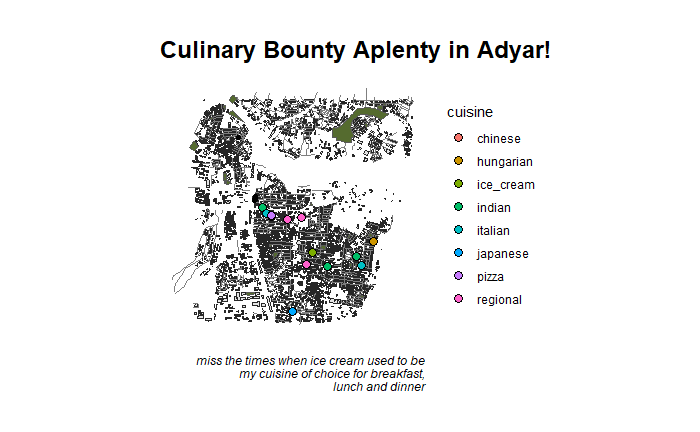 Culinary Bounty Aplenty in Adyar!
cuisine
chinese
hungarian
ice_cream
indian
italian
japanese
pizza
regional
miss the times when ice cream used to be
my cuisine of choice for breakfast,
lunch and dinner